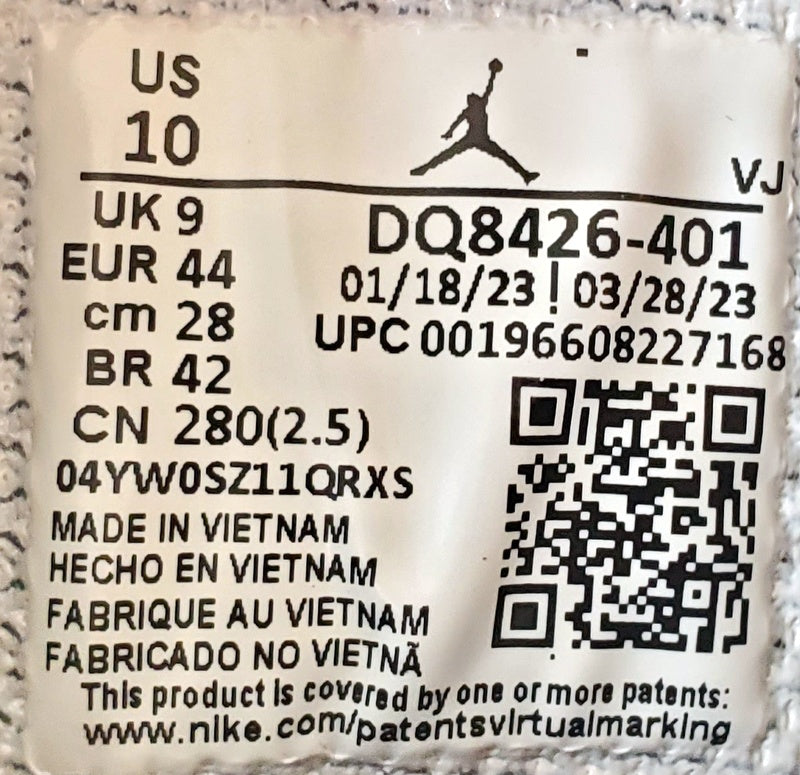 US
10
VJ
UK 9
EUR 44
cm 28
BR 42
CN 280(2.5)
DQ8426-401
01/18/23 | 03/28/23
UPC 00196608227168
04YW0SZ11QRXS
MADE IN VIETNAM
HECHO EN VIETNAM
FABRIQUE AU VIETNAM
FABRICADO NO VIETNÃ
This product is covered by one or more patents:
www.nike.com/patentsvirtualmarking